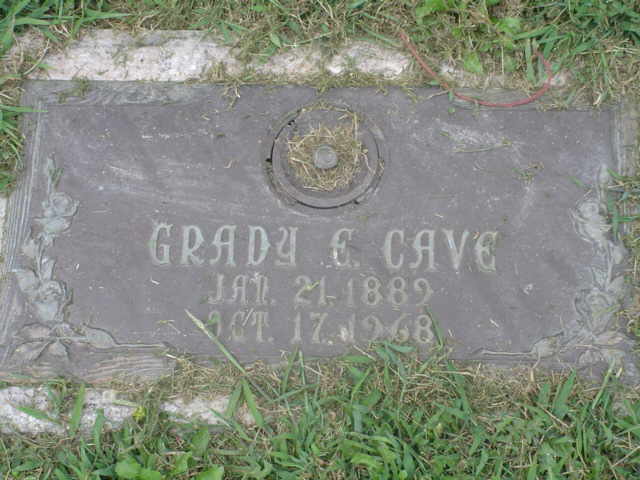 GRADY E. CAVE
JAN. 21. 1889
OCT. 17. 1968